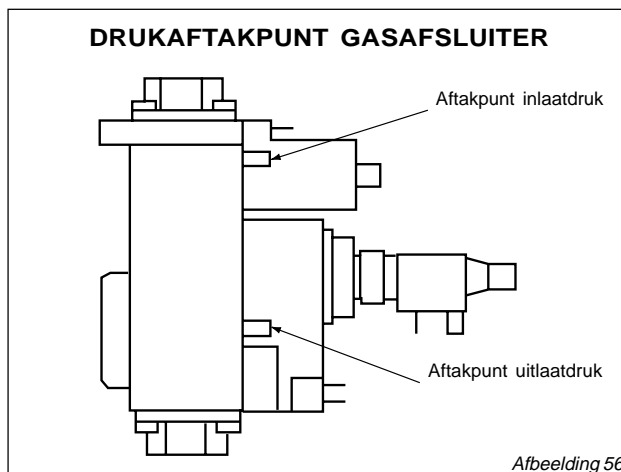 DRUKAFTAKPUNT GASAFSLUITER
Aftakpunt inlaatdruk
Aftakpunt uitlaatdruk
Afbeelding 56